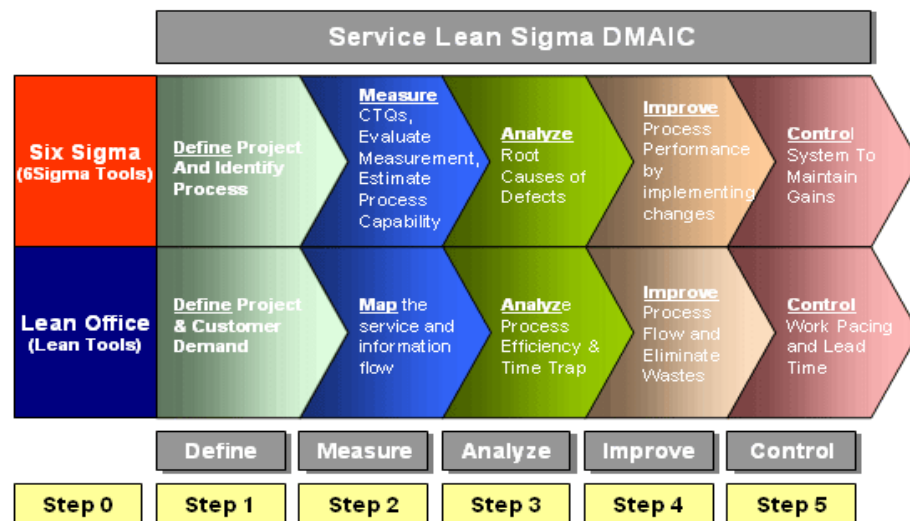 Service Lean Sigma DMAIC
Six Sigma
(6Sigma Tools)
Define Project
And Identify
Process
Measure
CTQs,
Evaluate
Measurement,
Estimate
Process
Capability
Analyze
Root
Causes of
Defects
Improve
Process
Performance
by
implementing
changes
Control
System To
Maintain
Gains
Lean Office
(Lean Tools)
Define Project
& Customer
Demand
Map the
service and
information
flow
Analyze
Process
Efficiency &
Time Trap
Improve
Process
Flow and
Eliminate
Wastes
Control
Work Pacing
and Lead
Time
Define
Measure
Analyze
Improve
Control
Step 0
Step 1
Step 2
Step 3
Step 4
Step 5